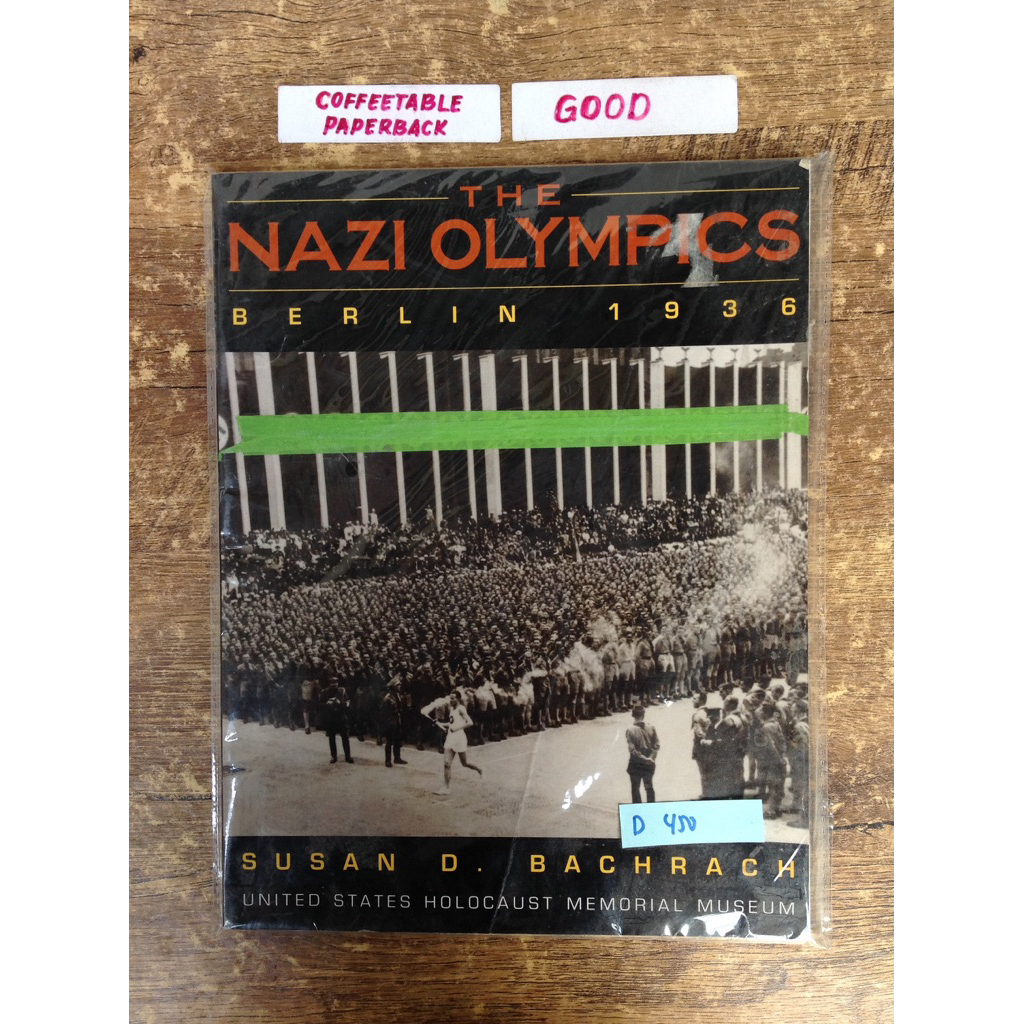 COFFEETABLE
PAPERBACK
GOOD
THE
NAZI OLYMPICS
BERLIN 1936
D 450
SUSAN D. BACHRACH
UNITED STATES HOLOCAUST MEMORIAL MUSEUM